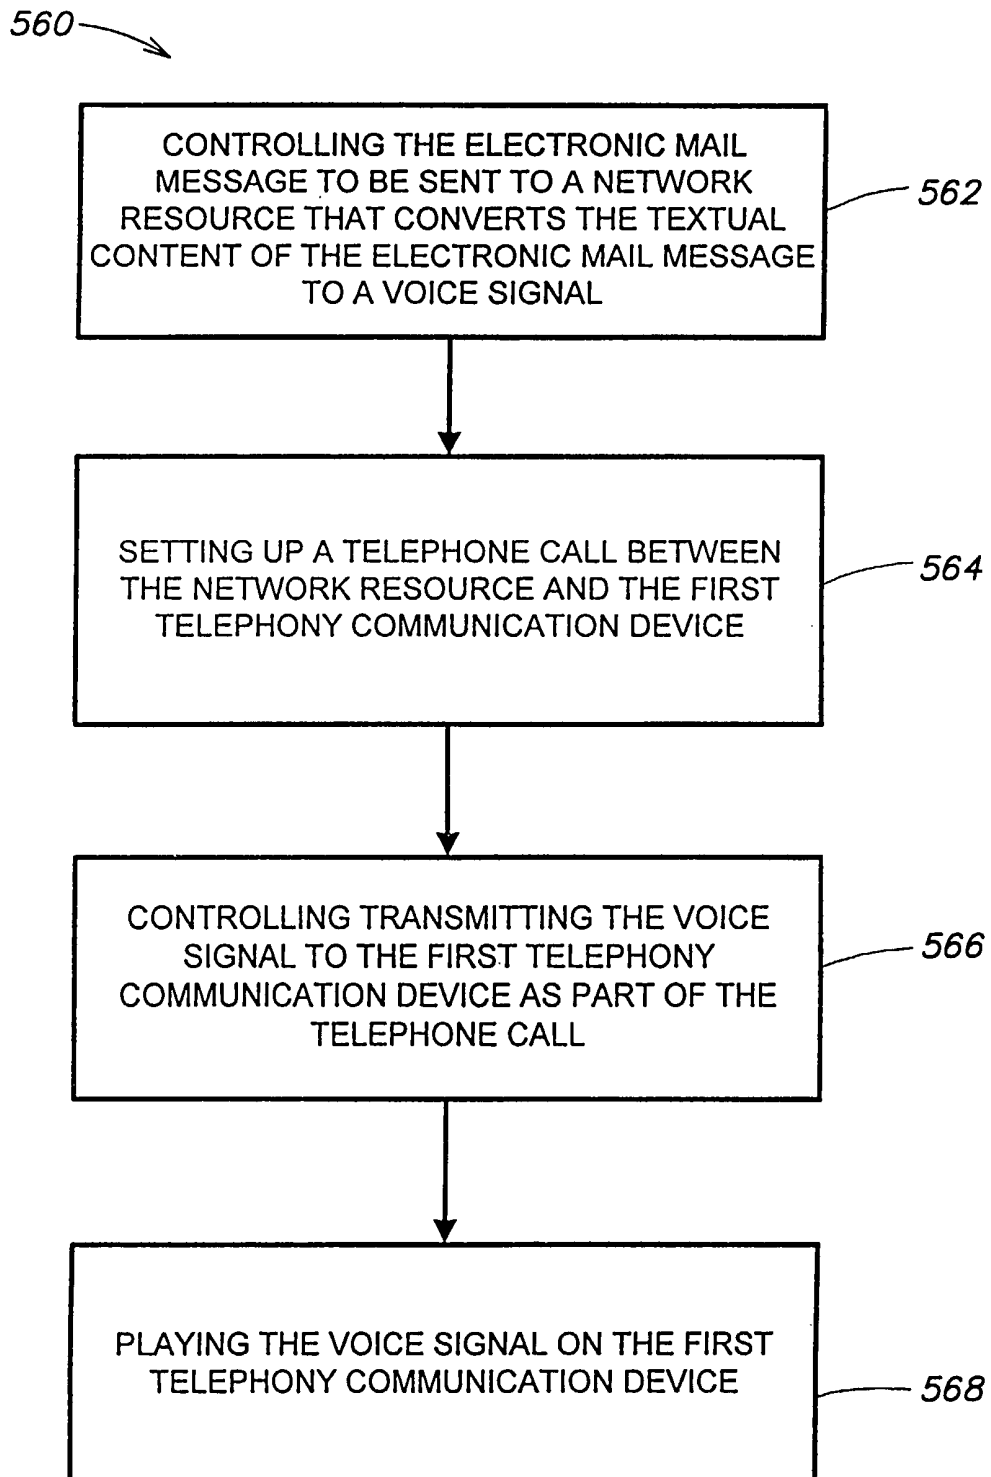 560
CONTROLLING THE ELECTRONIC MAIL
MESSAGE TO BE SENT TO A NETWORK
RESOURCE THAT CONVERTS THE TEXTUAL
CONTENT OF THE ELECTRONIC MAIL MESSAGE
TO A VOICE SIGNAL
562
SETTING UP A TELEPHONE CALL BETWEEN
THE NETWORK RESOURCE AND THE FIRST
TELEPHONY COMMUNICATION DEVICE
564
CONTROLLING TRANSMITTING THE VOICE
SIGNAL TO THE FIRST TELEPHONY
COMMUNICATION DEVICE AS PART OF THE
TELEPHONE CALL
566
PLAYING THE VOICE SIGNAL ON THE FIRST
TELEPHONY COMMUNICATION DEVICE
568